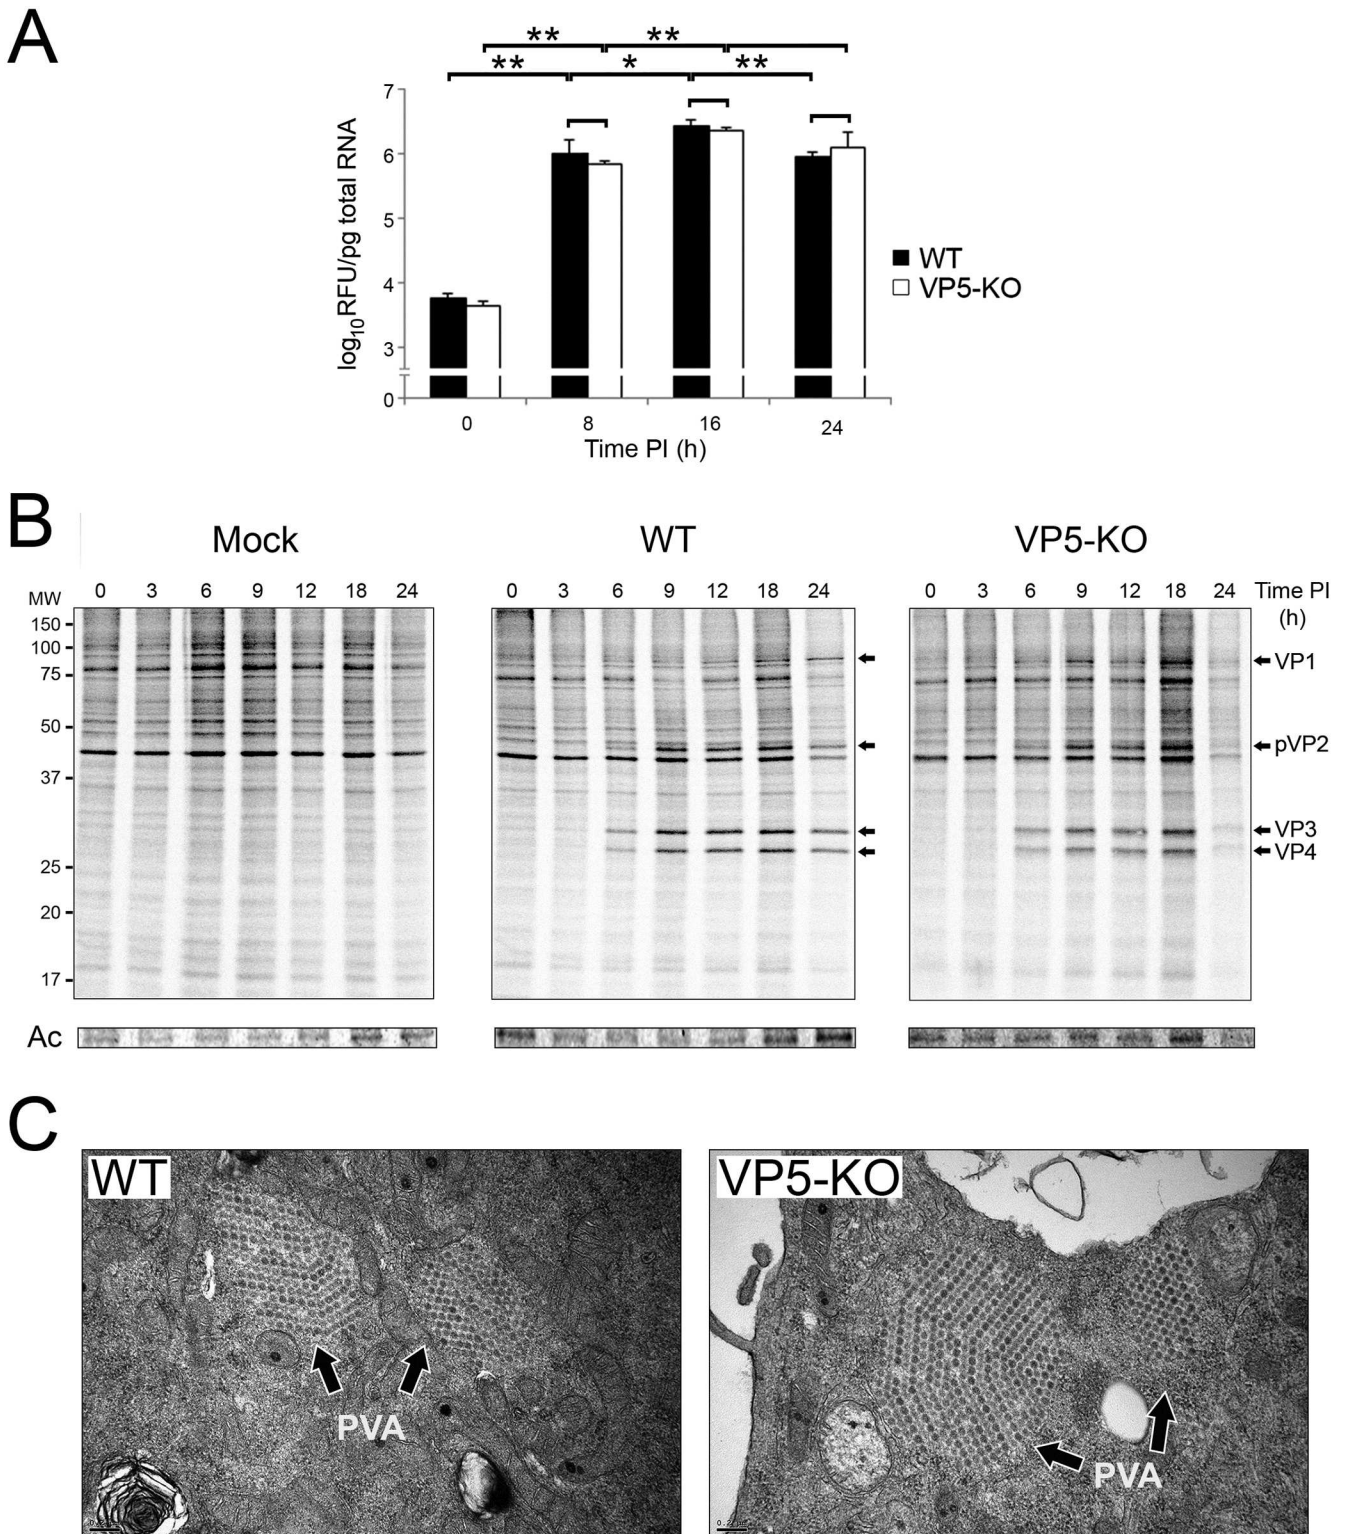 A
** **
** * **
7
6
5
4
3
0
log10RFU/pg total RNA
WT
VP5-KO
0 8 16 24
Time PI (h)
B
Mock WT VP5-KO
MW 0 3 6 9 12 18 24 0 3 6 9 12 18 24 0 3 6 9 12 18 24 Time PI
(h)
150
100
75
50
37
25
20
17
VP1
pVP2
VP3
VP4
Ac
C
WT VP5-KO
PVA
PVA